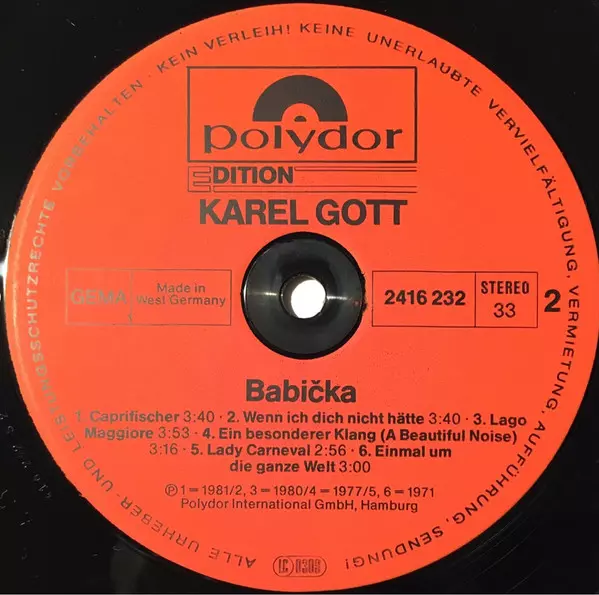 ALLE URHEBER- UND LEISTUNGSSCHUTZRECHTE VORBEHALTEN · KEIN VERLEIH! KEINE UNERLAUBTE VERVIELFÄLTIGUNG, VERMIETUNG, AUFFÜHRUNG, SENDUNG!
polydor
EDITION
KAREL GOTT
GEMA
Made in
West Germany
2416 232
STEREO
33
2
Babička
1. Caprifischer 3:40 · 2. Wenn ich dich nicht hätte 3:40 · 3. Lago
Maggiore 3:53 · 4. Ein besonderer Klang (A Beautiful Noise)
3:16 · 5. Lady Carneval 2:56 · 6. Einmal um
die ganze Welt 3:00
Ⓟ 1=1981/2, 3=1980/4=1977/5, 6=1971
Polydor International GmbH, Hamburg
LC 0309